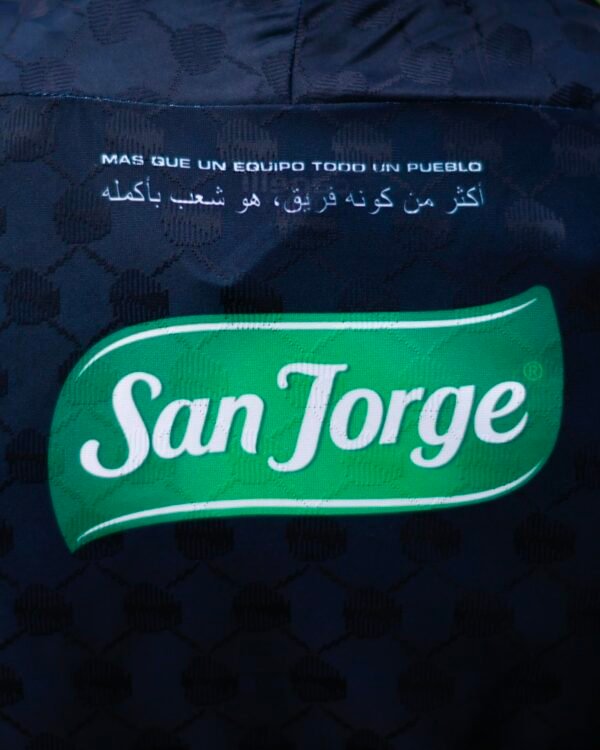 MAS QUE UN EQUIPO TODO UN PUEBLO
أكثر من كونه فريق، هو شعب بأكمله
San Jorge®